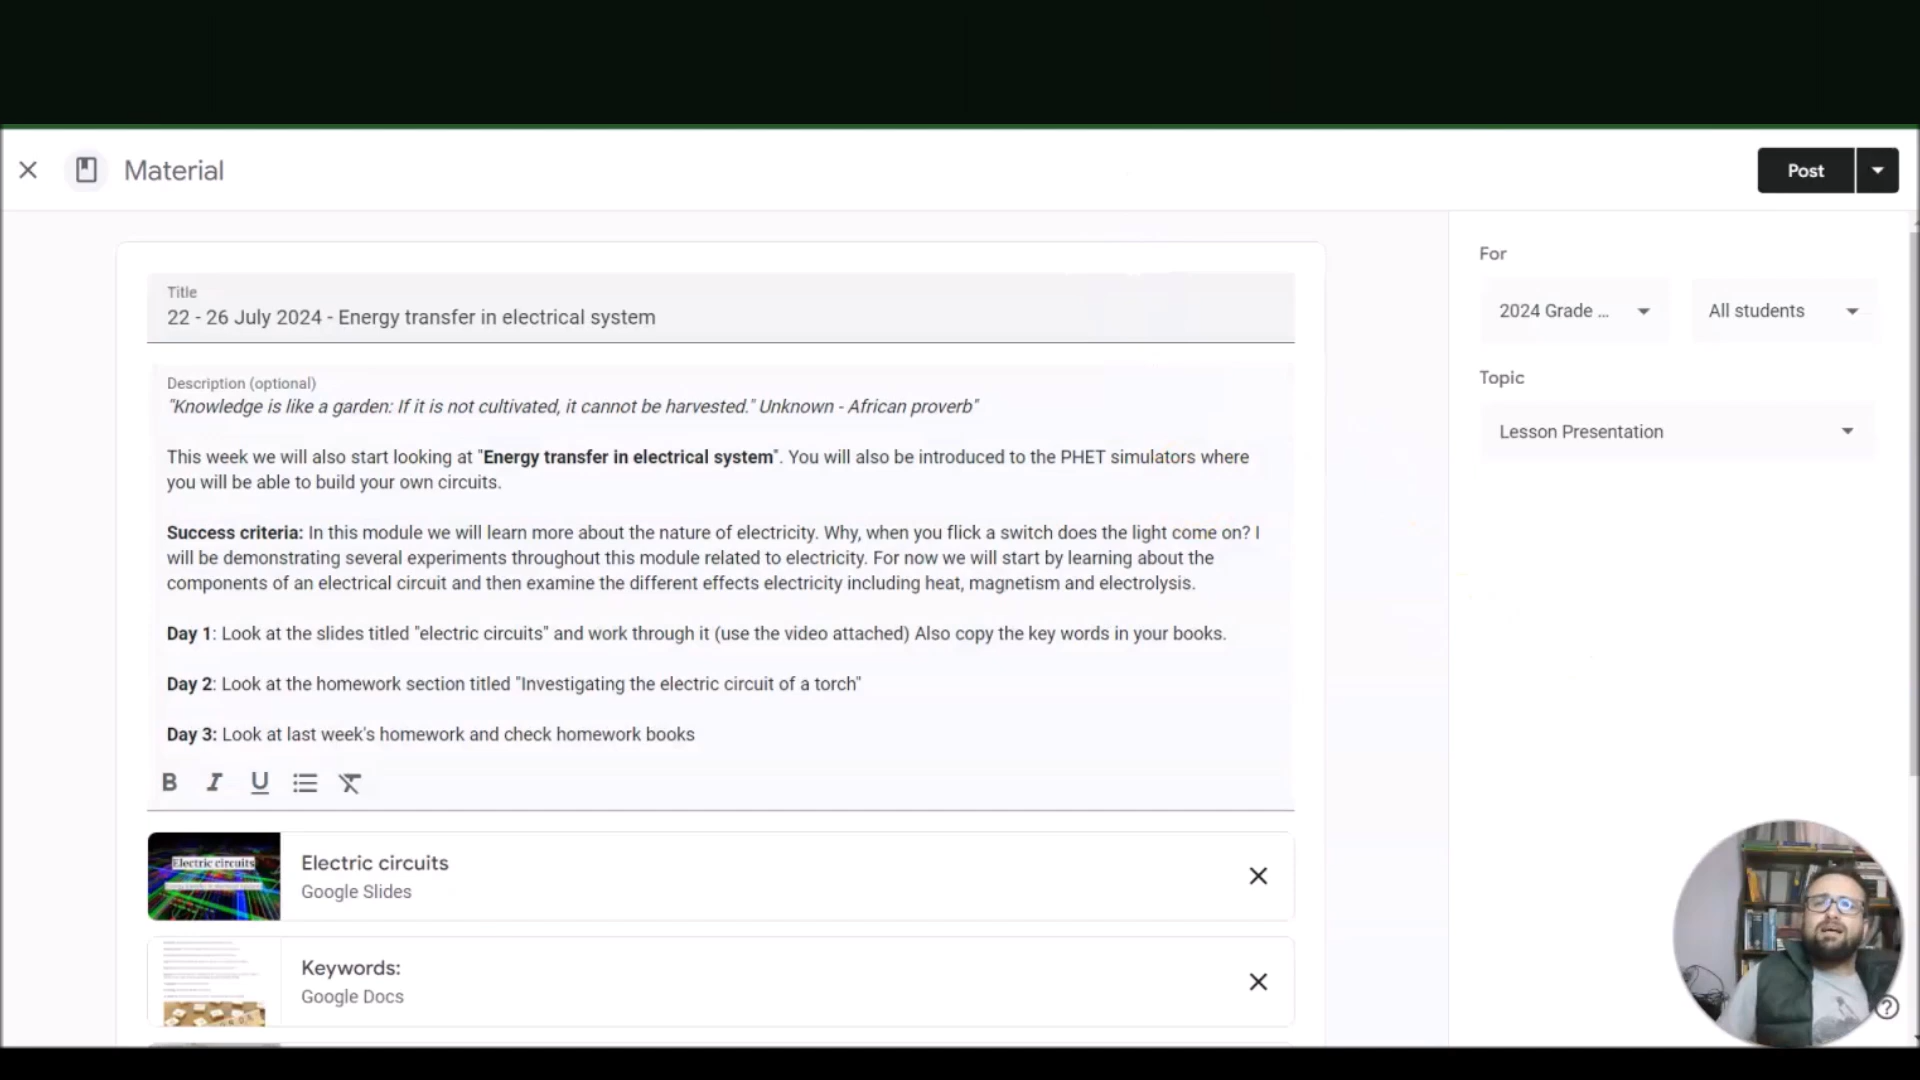 Material
Post
Title
22 - 26 July 2024 - Energy transfer in electrical system
For
2024 Grade ...
All students
Topic
Lesson Presentation
Description (optional)
"Knowledge is like a garden: If it is not cultivated, it cannot be harvested." Unknown - African proverb"
This week we will also start looking at "Energy transfer in electrical system". You will also be introduced to the PHET simulators where
you will be able to build your own circuits.
Success criteria: In this module we will learn more about the nature of electricity. Why, when you flick a switch does the light come on? I
will be demonstrating several experiments throughout this module related to electricity. For now we will start by learning about the
components of an electrical circuit and then examine the different effects electricity including heat, magnetism and electrolysis.
Day 1: Look at the slides titled "electric circuits" and work through it (use the video attached) Also copy the key words in your books.
Day 2: Look at the homework section titled "Investigating the electric circuit of a torch"
Day 3: Look at last week's homework and check homework books
B I U
Electric circuits
Electric circuits
Google Slides
Keywords:
Google Docs